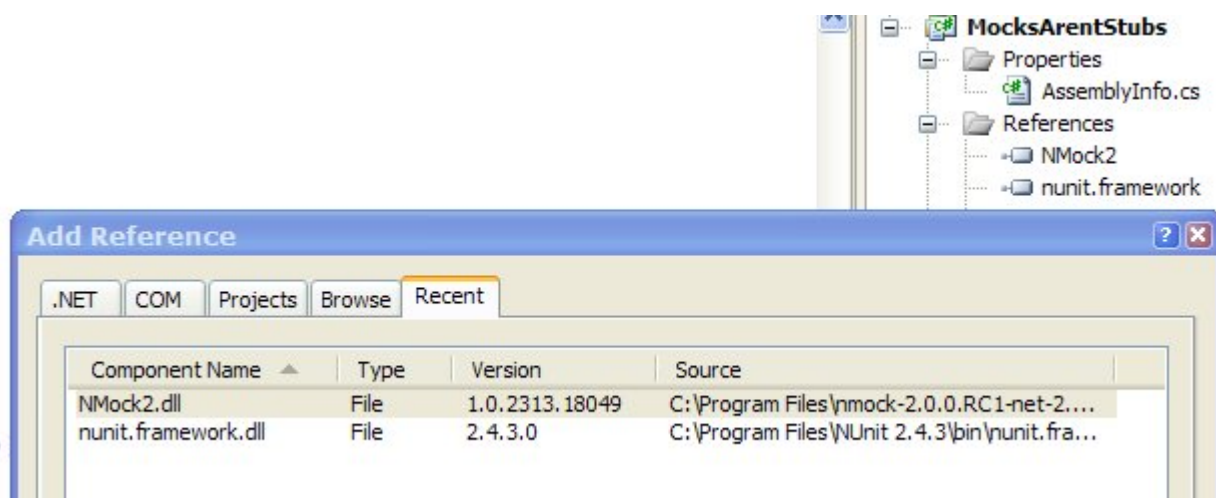 MocksArentStubs
Properties
AssemblyInfo.cs
References
NMock2
nunit.framework
Add Reference
.NET COM Projects Browse Recent
Component Name Type Version Source
NMock2.dll File 1.0.2313.18049 C:\Program Files\nmock-2.0.0.RC1-net-2....
nunit.framework.dll File 2.4.3.0 C:\Program Files\NUnit 2.4.3\bin\nunit.fra...